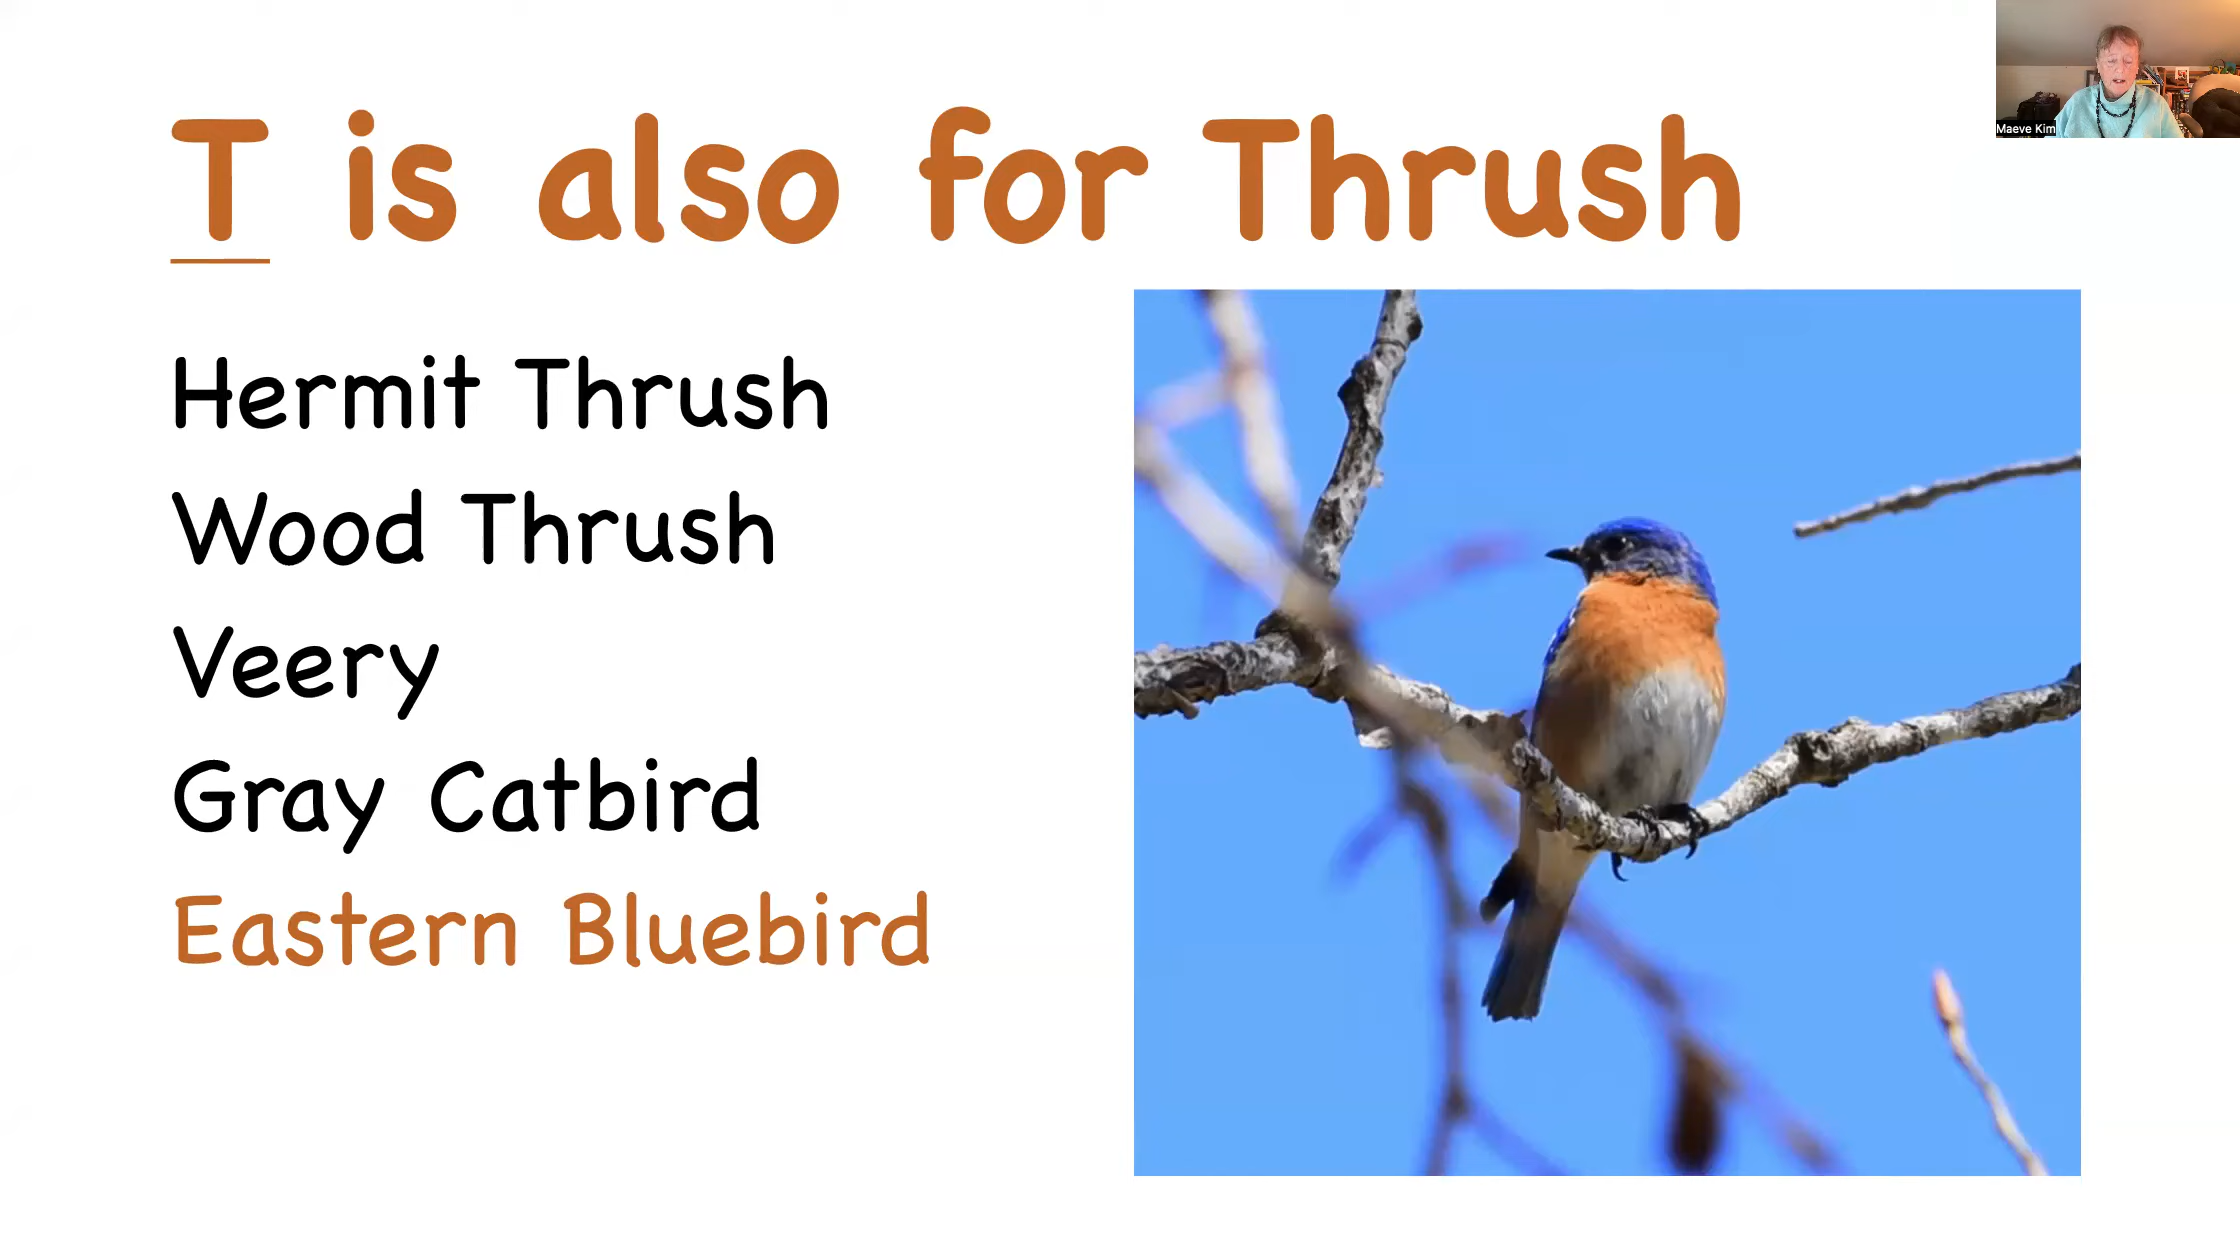 T is also for Thrush
Maeve Kim
Hermit Thrush
Wood Thrush
Veery
Gray Catbird
Eastern Bluebird